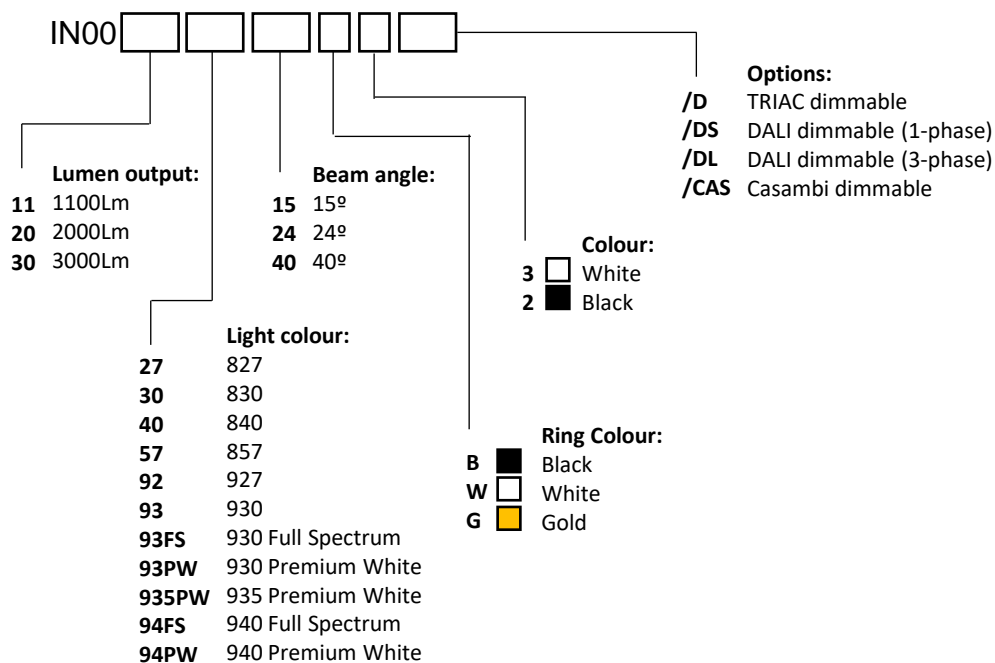 IN00
Options:
/D TRIAC dimmable
/DS DALI dimmable (1-phase)
/DL DALI dimmable (3-phase)
/CAS Casambi dimmable
Lumen output:
11 1100Lm
20 2000Lm
30 3000Lm
Beam angle:
15 15º
24 24º
40 40º
Colour:
3 White
2 Black
Light colour:
27 827
30 830
40 840
57 857
92 927
93 930
93FS 930 Full Spectrum
93PW 930 Premium White
935PW 935 Premium White
94FS 940 Full Spectrum
94PW 940 Premium White
Ring Colour:
B Black
W White
G Gold